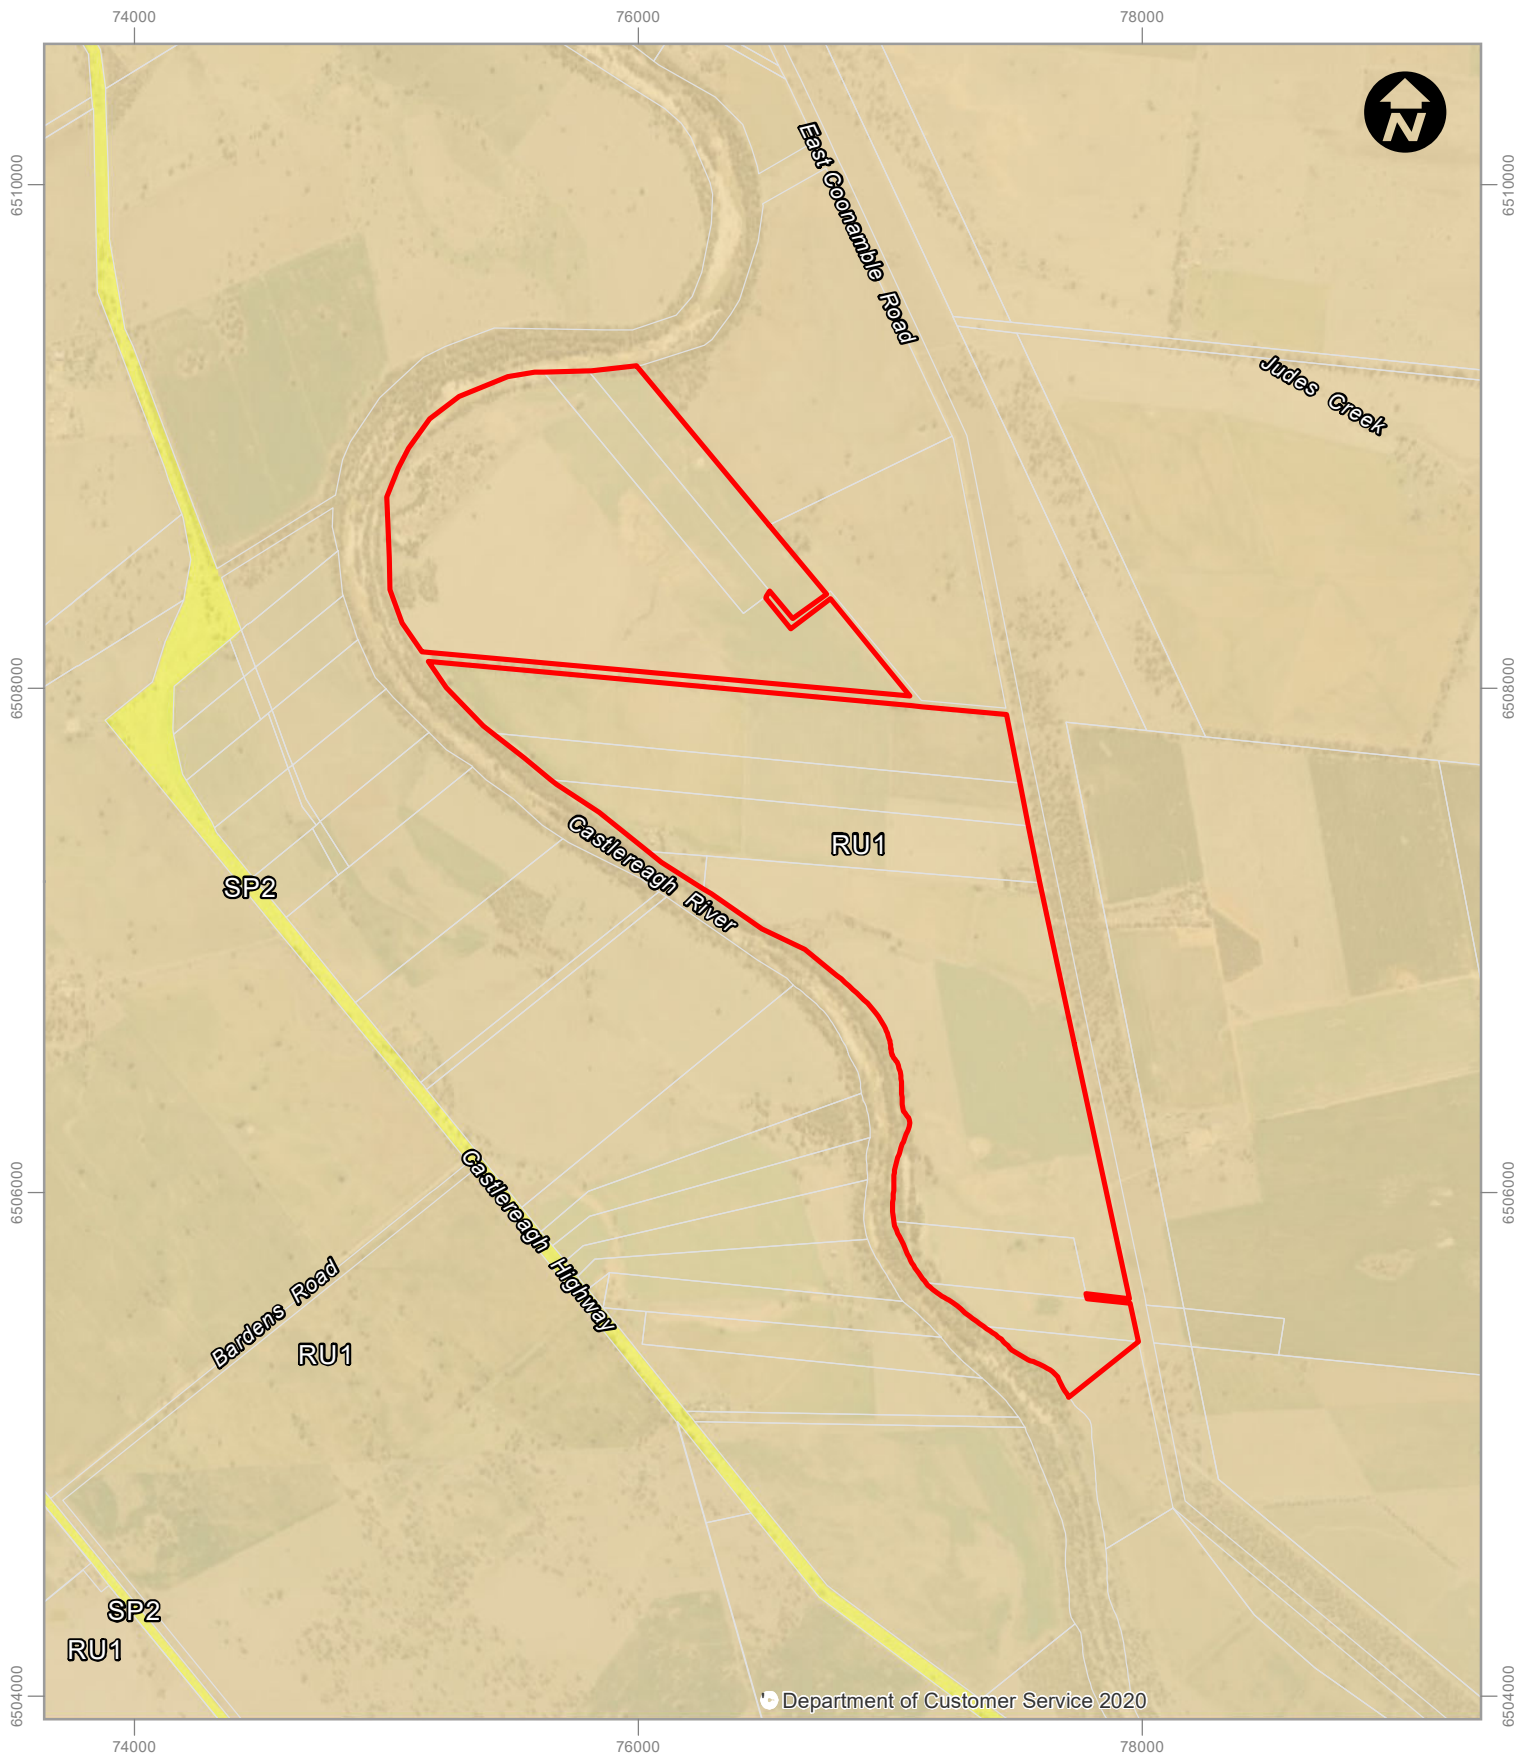 74000
76000
78000
N
East Coonamble Road
6510000
6510000
Judes Creek
6508000
6508000
RU1
Castlereagh River
SP2
6506000
6506000
Castlereagh Highway
Bardens Road
RU1
SP2
RU1
6504000
6504000
Department of Customer Service 2020
74000
76000
78000